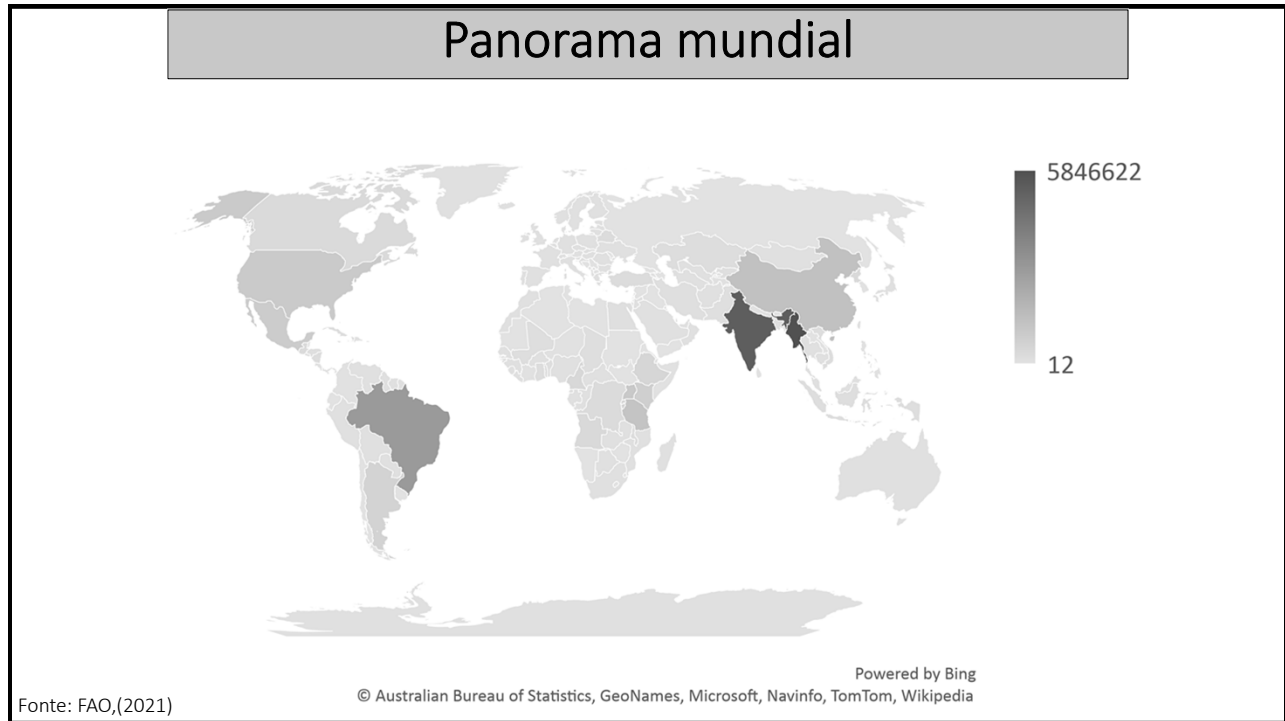 Panorama mundial
5846622
12
Powered by Bing
© Australian Bureau of Statistics, GeoNames, Microsoft, Navinfo, TomTom, Wikipedia
Fonte: FAO,(2021)